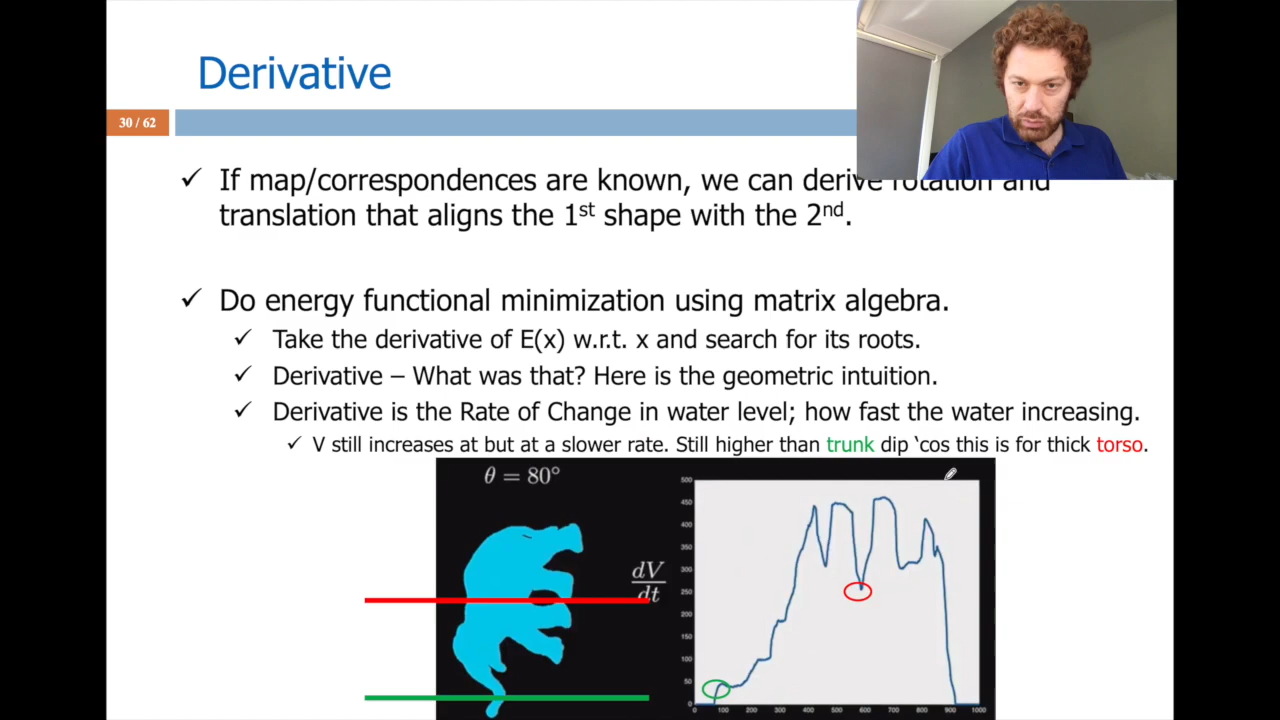 Derivative
30 / 62
✓ If map/correspondences are known, we can derive rotation and
translation that aligns the 1st shape with the 2nd.
✓ Do energy functional minimization using matrix algebra.
✓ Take the derivative of E(x) w.r.t. x and search for its roots.
✓ Derivative – What was that? Here is the geometric intuition.
✓ Derivative is the Rate of Change in water level; how fast the water increasing.
✓ V still increases at but at a slower rate. Still higher than trunk dip ‘cos this is for thick torso.
θ = 80°
dV
dt
500
450
400
350
300
250
200
150
100
50
0
0 100 200 300 400 500 600 700 800 900 1000